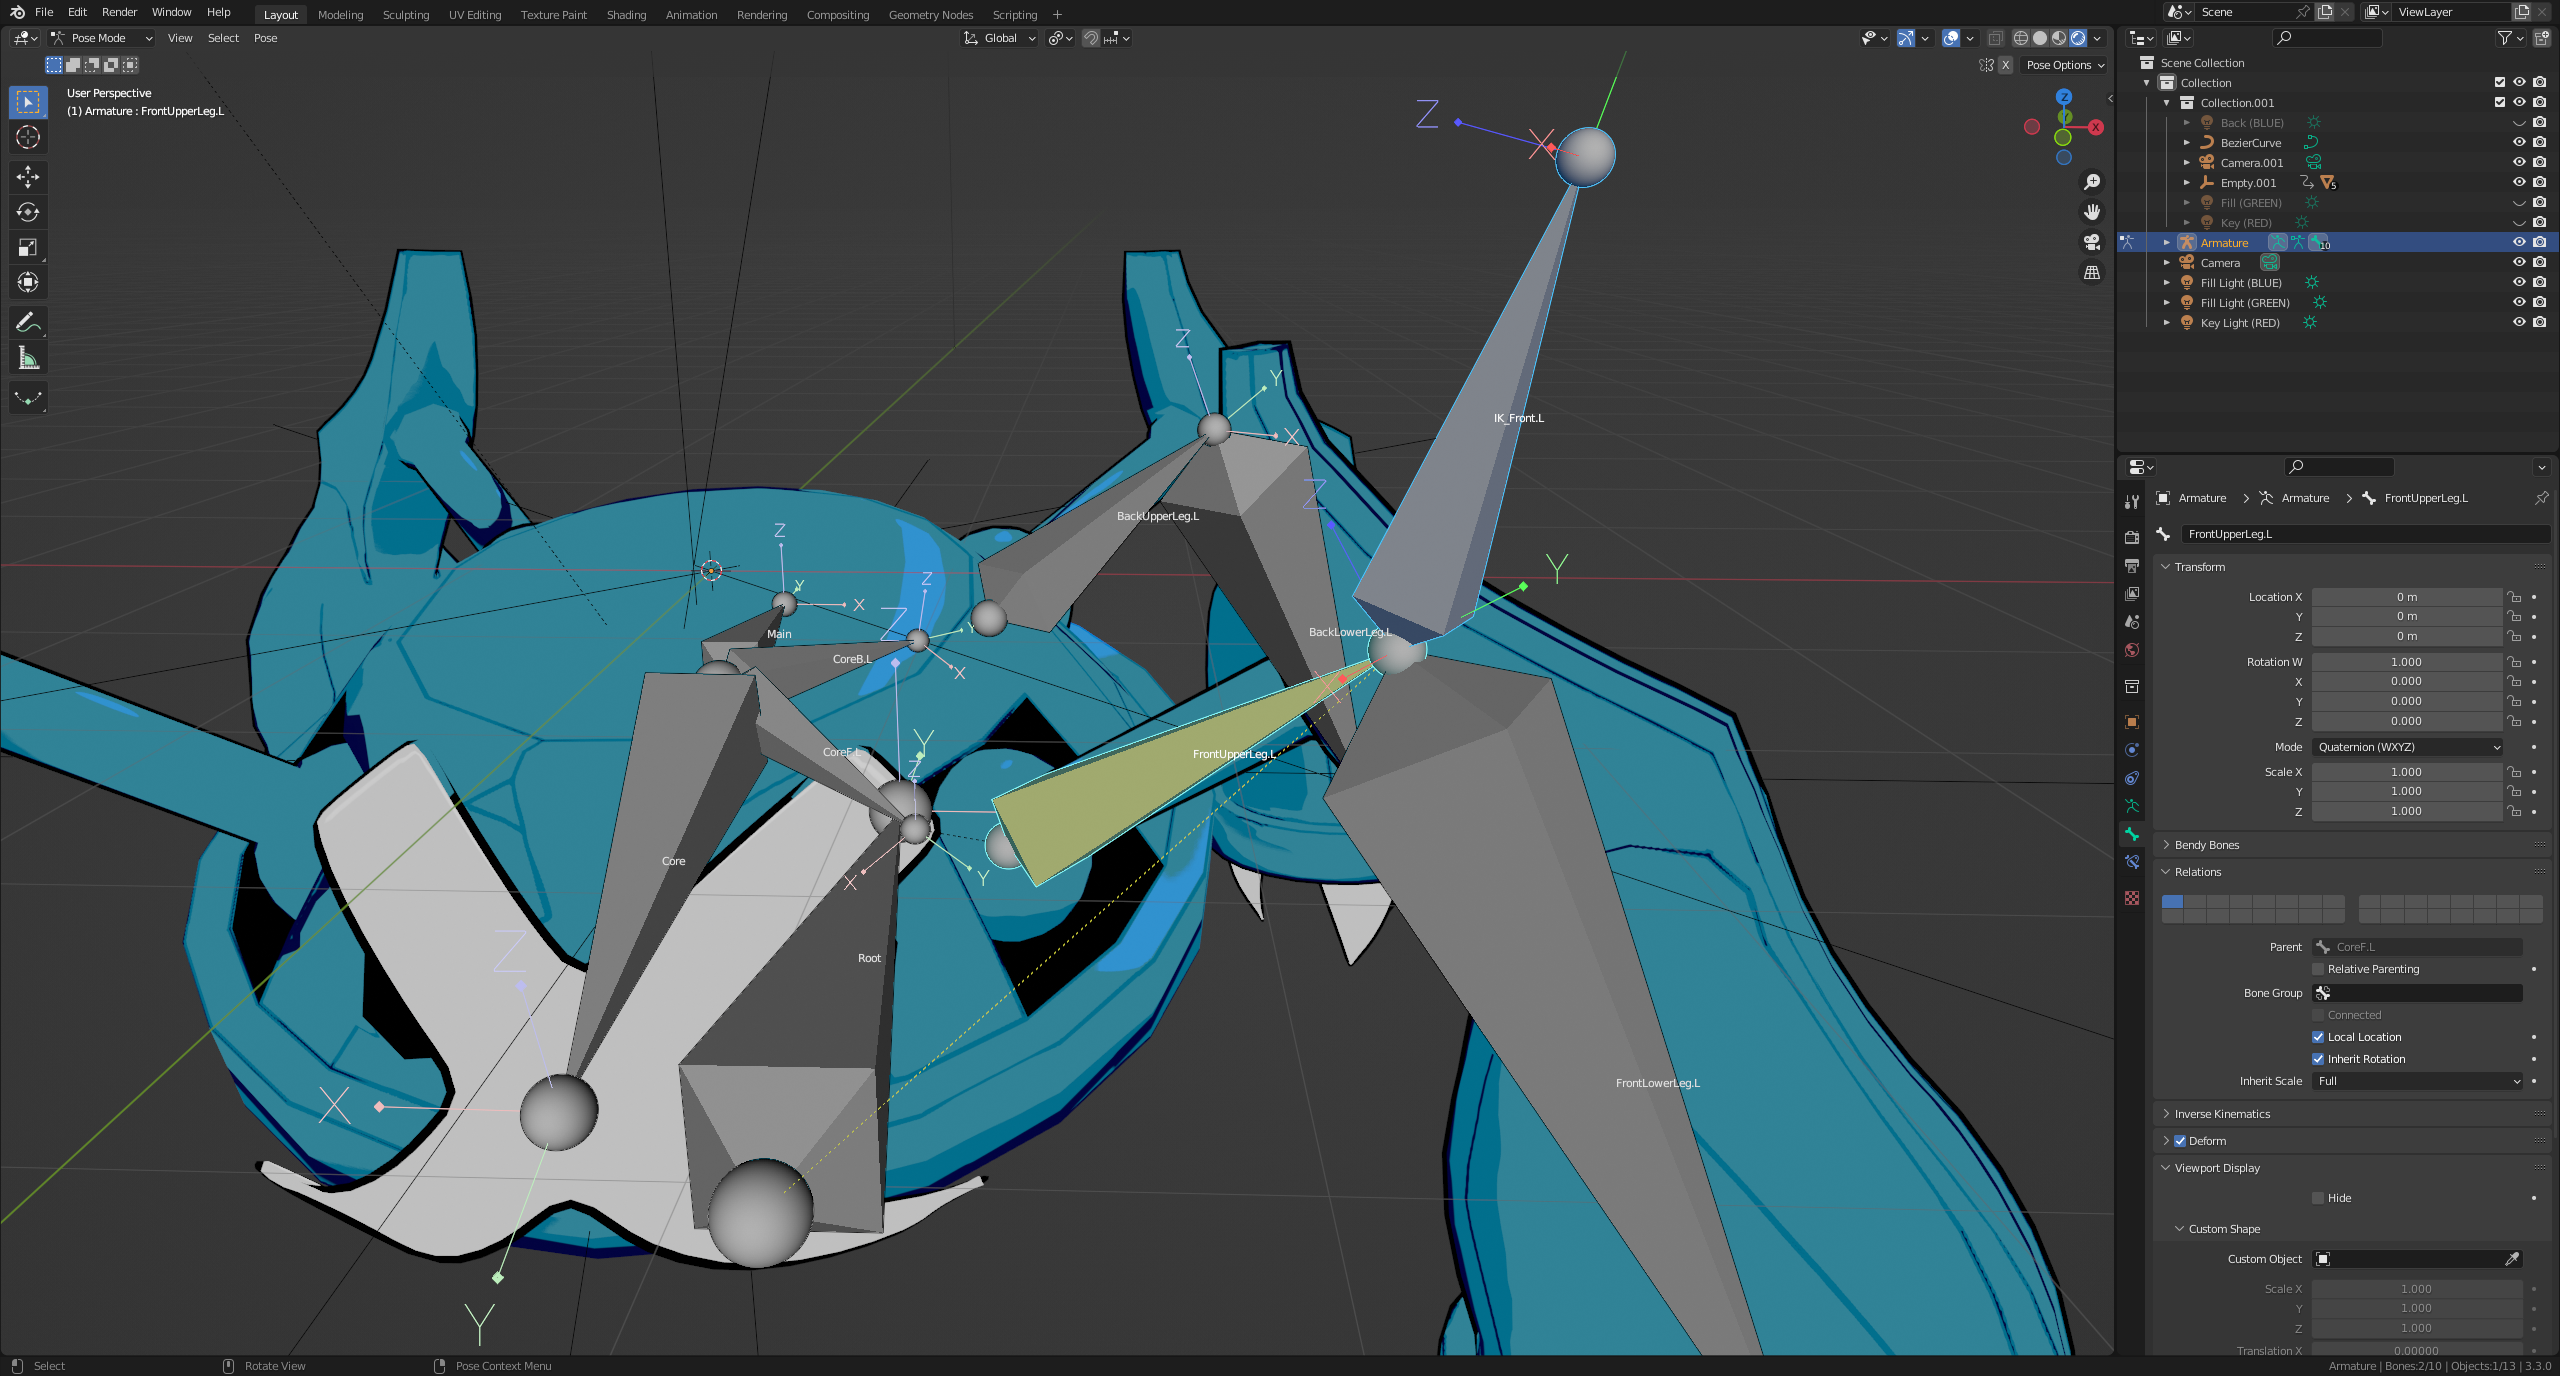 File Edit Render Window Help Layout Modeling Sculpting UV Editing Texture Paint Shading Animation Rendering Compositing Geometry Nodes Scripting + Scene ViewLayer
Pose Mode View Select Pose Global
X Pose Options
User Perspective
(1) Armature : FrontUpperLeg.L
Z
X
Z
X
IK_Front.L
Z
Y
X
Z
BackUpperLeg.L
Z
Y
X
Main
Z
Z
Y
X
CoreB.L
Y
BackLowerLeg.L
X
CoreF.L
Y
Z
FrontUpperLeg.L
Core
X
Y
Z
Root
X
Y
FrontLowerLeg.L
Scene Collection
Collection
Collection.001
Back (BLUE)
BezierCurve
Camera.001
Empty.001 5
Fill (GREEN)
Key (RED)
Armature 10
Camera
Fill Light (BLUE)
Fill Light (GREEN)
Key Light (RED)
Armature > Armature > FrontUpperLeg.L
FrontUpperLeg.L
Transform
Location X 0 m
Y 0 m
Z 0 m
Rotation W 1.000
X 0.000
Y 0.000
Z 0.000
Mode Quaternion (WXYZ)
Scale X 1.000
Y 1.000
Z 1.000
Bendy Bones
Relations
Parent CoreF.L
Relative Parenting
Bone Group
Connected
Local Location
Inherit Rotation
Inherit Scale Full
Inverse Kinematics
Deform
Viewport Display
Hide
Custom Shape
Custom Object
Scale X 1.000
Y 1.000
Z 1.000
Translation X 0.00000
Select Rotate View Pose Context Menu Armature | Bones:2/10 | Objects:1/13 | 3.3.0